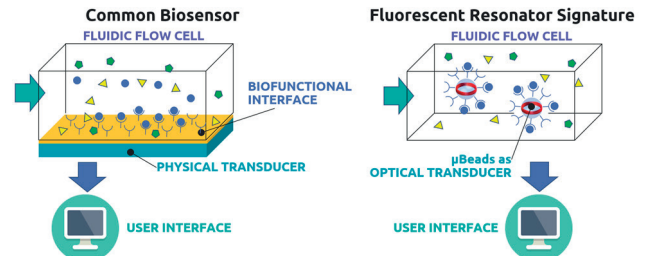 Common Biosensor
FLUIDIC FLOW CELL
BIOFUNCTIONAL
INTERFACE
PHYSICAL TRANSDUCER
USER INTERFACE
Fluorescent Resonator Signature
FLUIDIC FLOW CELL
µBeads as
OPTICAL TRANSDUCER
USER INTERFACE